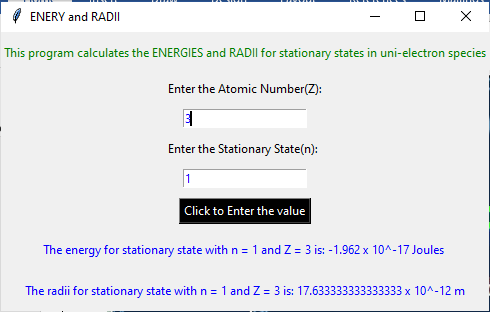 ENERY and RADII
This program calculates the ENERGIES and RADII for stationary states in uni-electron species
Enter the Atomic Number(Z):
3
Enter the Stationary State(n):
1
Click to Enter the value
The energy for stationary state with n = 1 and Z = 3 is: -1.962 x 10^-17 Joules
The radii for stationary state with n = 1 and Z = 3 is: 17.633333333333333 x 10^-12 m